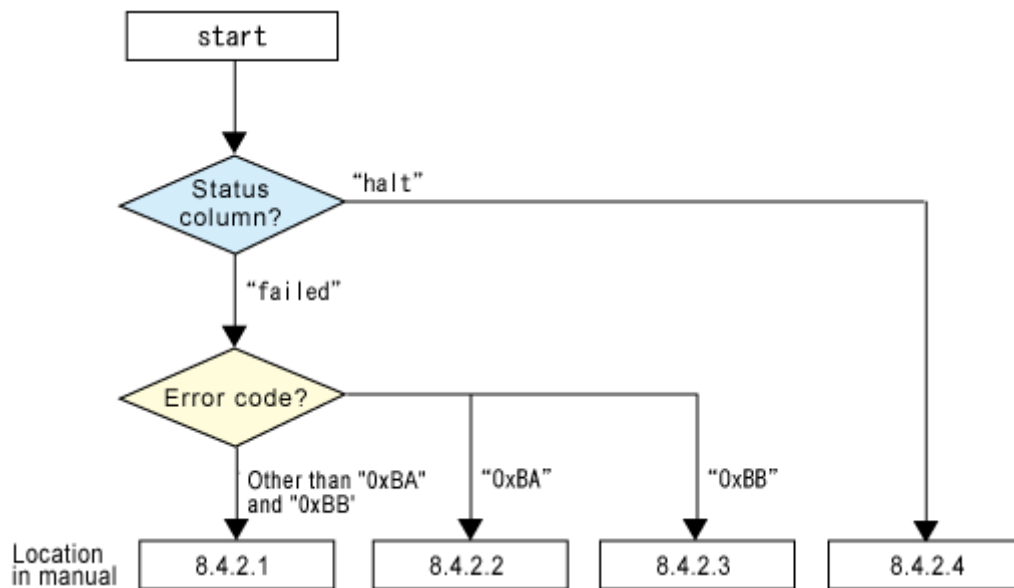 start
Status
column?
“halt”
“failed”
Error code?
Other than "0xBA"
and "0xBB'
“0xBA”
“0xBB”
Location
in manual
8.4.2.1
8.4.2.2
8.4.2.3
8.4.2.4